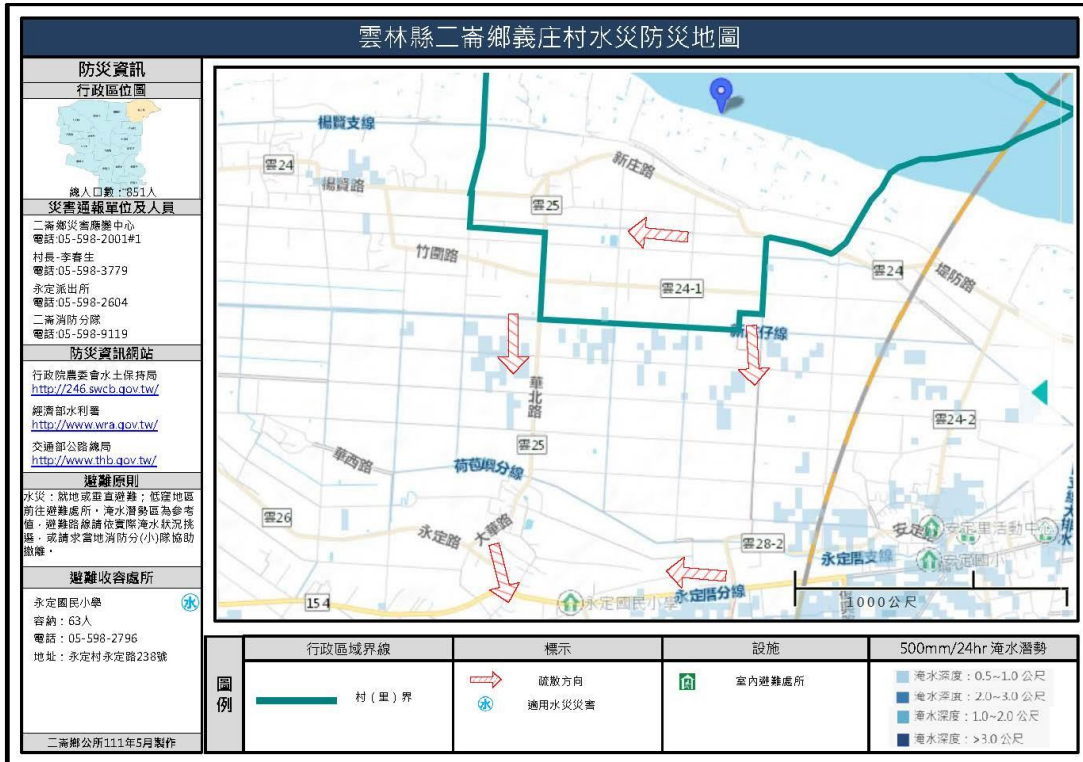 雲林縣二崙鄉義庄村水災防災地圖
防災資訊
行政區位圖
總人口數：851人
災害通報單位及人員
二崙鄉災害應變中心
電話:05-598-2001#1
村長-李春生
電話:05-598-3779
永定派出所
電話:05-598-2604
二崙消防分隊
電話:05-598-9119
防災資訊網站
行政院農委會水土保持局
http://246.swcb.gov.tw/
經濟部水利署
http://www.wra.gov.tw/
交通部公路總局
http://www.thb.gov.tw/
避難原則
水災：就地或垂直避難；低窪地區
前往避難處所，淹水潛勢區為參考
值，避難路線請依實際淹水狀況挑
選，或請求當地消防分(小)隊協助
撤離。
避難收容處所
永定國民小學
水
容納：63人
電話：05-598-2796
地址：永定村永定路238號
二崙鄉公所111年5月製作
楊賢支線
雲24
楊賢路
新庄路
雲25
竹圍路
雲24
堤防路
雲24-1
華北路
雲24-2
雲25
華西路
荷苞嶼分線
雲26
永定路
大華路
雲28-2
安定里活動中心
永定厝支線
安定國小
154
永定國民小學
永定厝分線
1000公尺
圖例
行政區域界線
村（里）界
標示
疏散方向
水
適用水災災害
設施
室內避難處所
500mm/24hr 淹水潛勢
淹水深度：0.5~1.0 公尺
淹水深度：2.0~3.0 公尺
淹水深度：1.0~2.0 公尺
淹水深度：>3.0 公尺